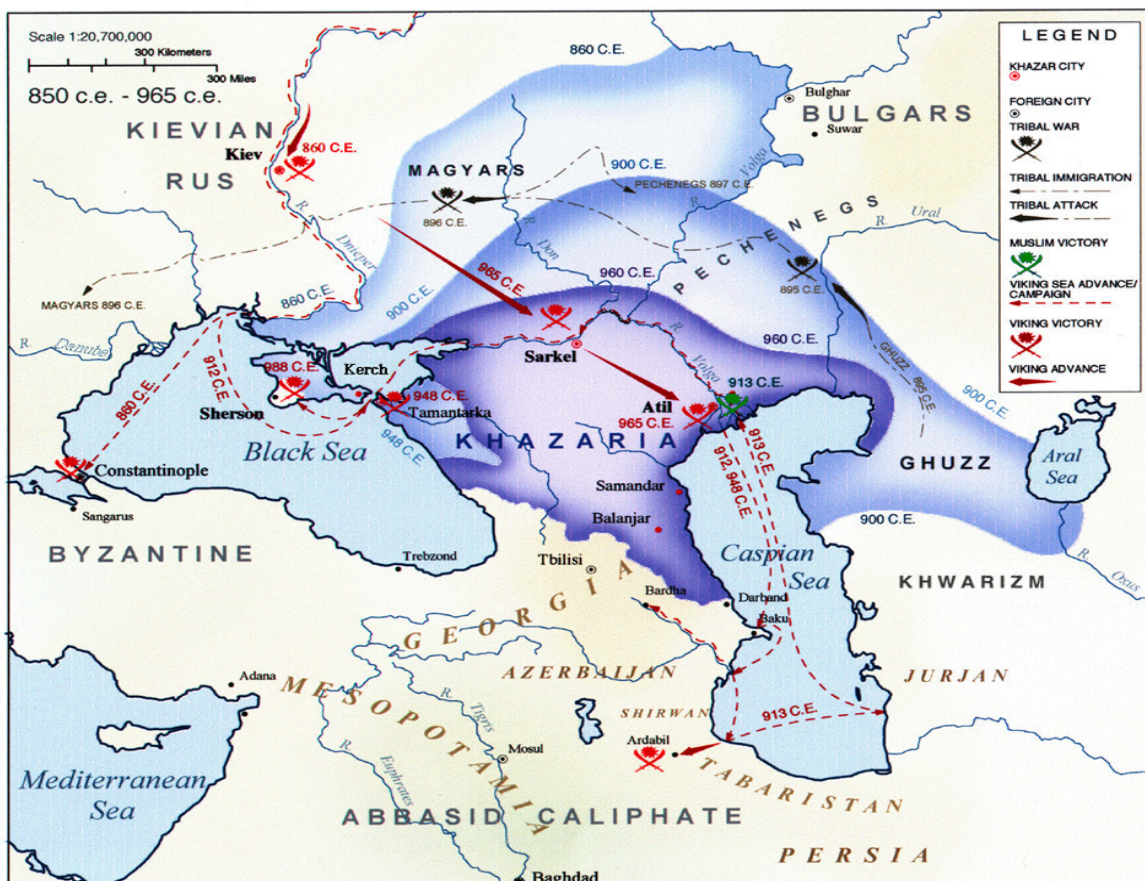 Scale 1:20,700,000
300 Kilometers
300 Miles
850 c.e. - 965 c.e.
LEGEND
KHAZAR CITY
FOREIGN CITY
TRIBAL WAR
TRIBAL IMMIGRATION
TRIBAL ATTACK
MUSLIM VICTORY
VIKING SEA ADVANCE/
CAMPAIGN
VIKING VICTORY
VIKING ADVANCE
860 C.E.
Bulghar
BULGARS
Suwar
KIEVIAN
RUS
Kiev
860 C.E.
MAGYARS
896 C.E.
900 C.E.
PECHENEGS 897 C.E.
R. Volga
PECHENEGS
R. Ural
R. Dnieper
R. Don
895 C.E.
MAGYARS 896 C.E.
860 C.E.
900 C.E.
965 C.E.
960 C.E.
960 C.E.
GHUZZ 895 C.E.
900 C.E.
R. Danube
Kerch
Sarkel
R. Volga
988 C.E.
912 C.E.
860 C.E.
Sherson
948 C.E.
Tamantarka
948 C.E.
Atil
965 C.E.
913 C.E.
KHAZARIA
Black Sea
GHUZZ
Aral
Sea
Constantinople
Sangarus
912, 948 C.E.
913 C.E.
Samandar
Balanjar
900 C.E.
BYZANTINE
Trebzond
Tbilisi
Caspian
Sea
KHWARIZM
R. Oxus
GEORGIA
Bardha
Darband
Baku
AZERBAIJAN
JURJAN
Adana
MESOPOTAMIA
R. Tigris
SHIRWAN
913 C.E.
Ardabil
Mosul
R. Euphrates
TABARISTAN
Mediterranean
Sea
ABBASID CALIPHATE
PERSIA
Baghdad